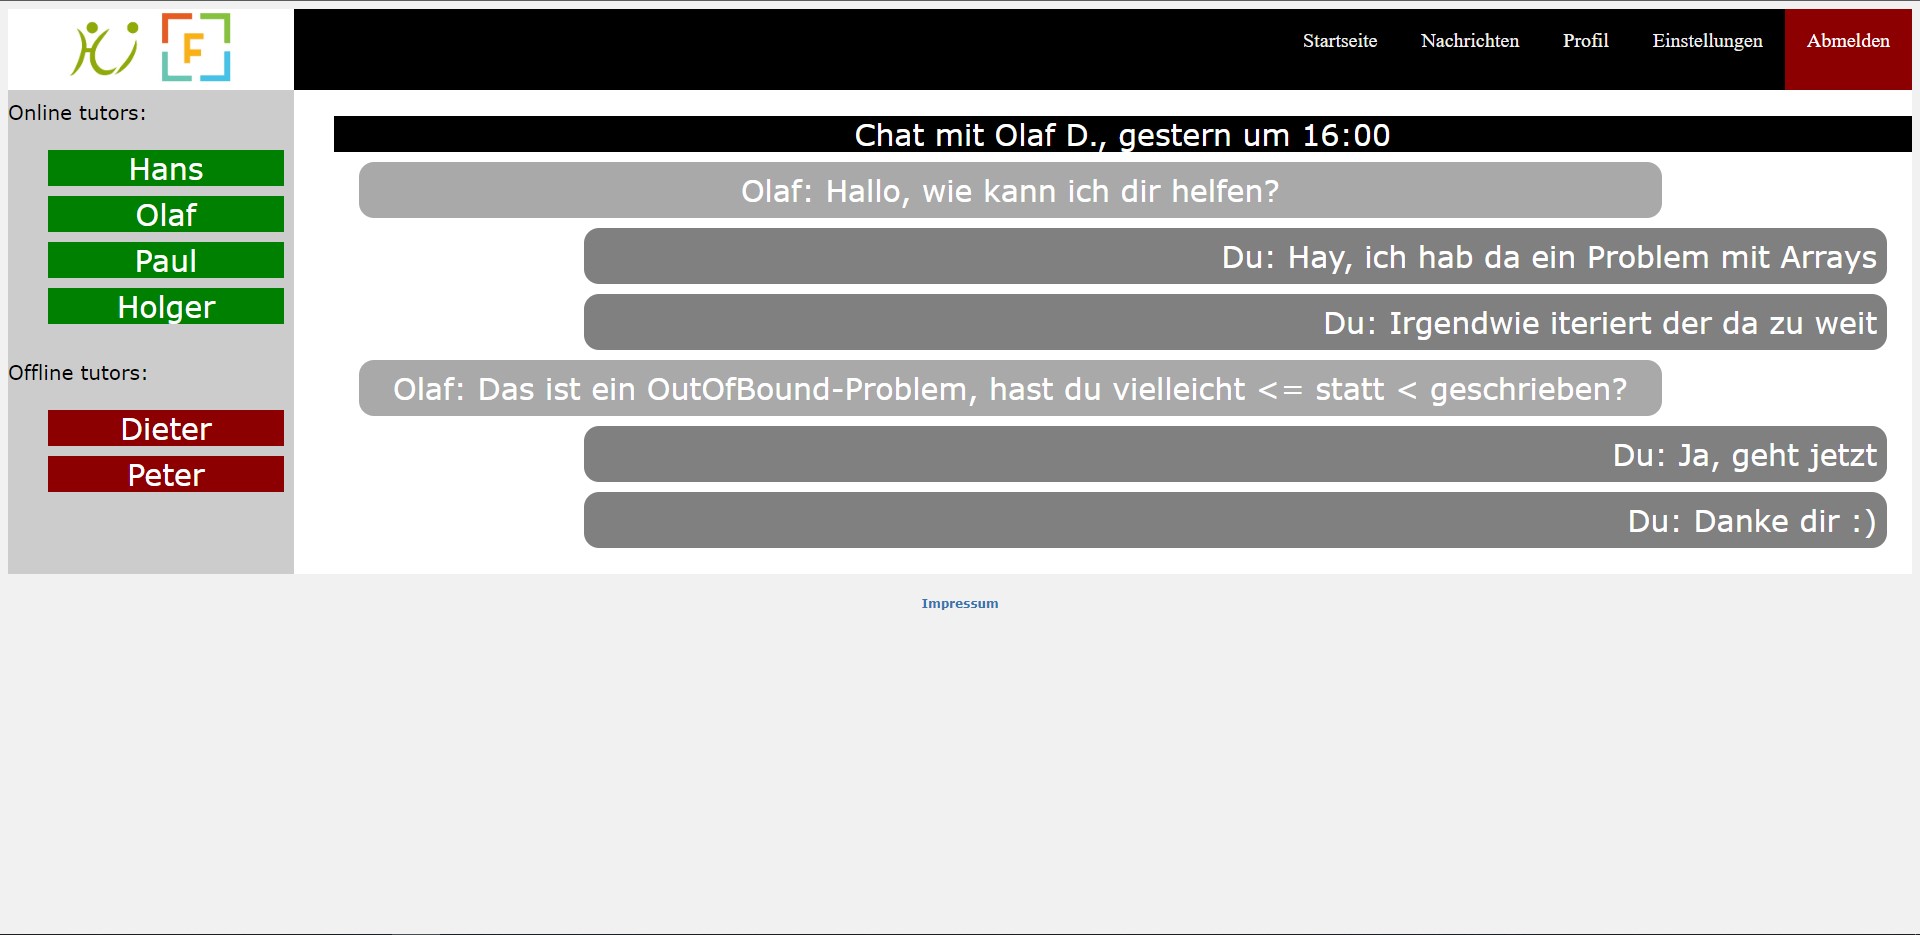 F
Startseite Nachrichten Profil Einstellungen Abmelden
Online tutors:
Hans
Olaf
Paul
Holger
Offline tutors:
Dieter
Peter
Chat mit Olaf D., gestern um 16:00
Olaf: Hallo, wie kann ich dir helfen?
Du: Hay, ich hab da ein Problem mit Arrays
Du: Irgendwie iteriert der da zu weit
Olaf: Das ist ein OutOfBound-Problem, hast du vielleicht <= statt < geschrieben?
Du: Ja, geht jetzt
Du: Danke dir :)
Impressum